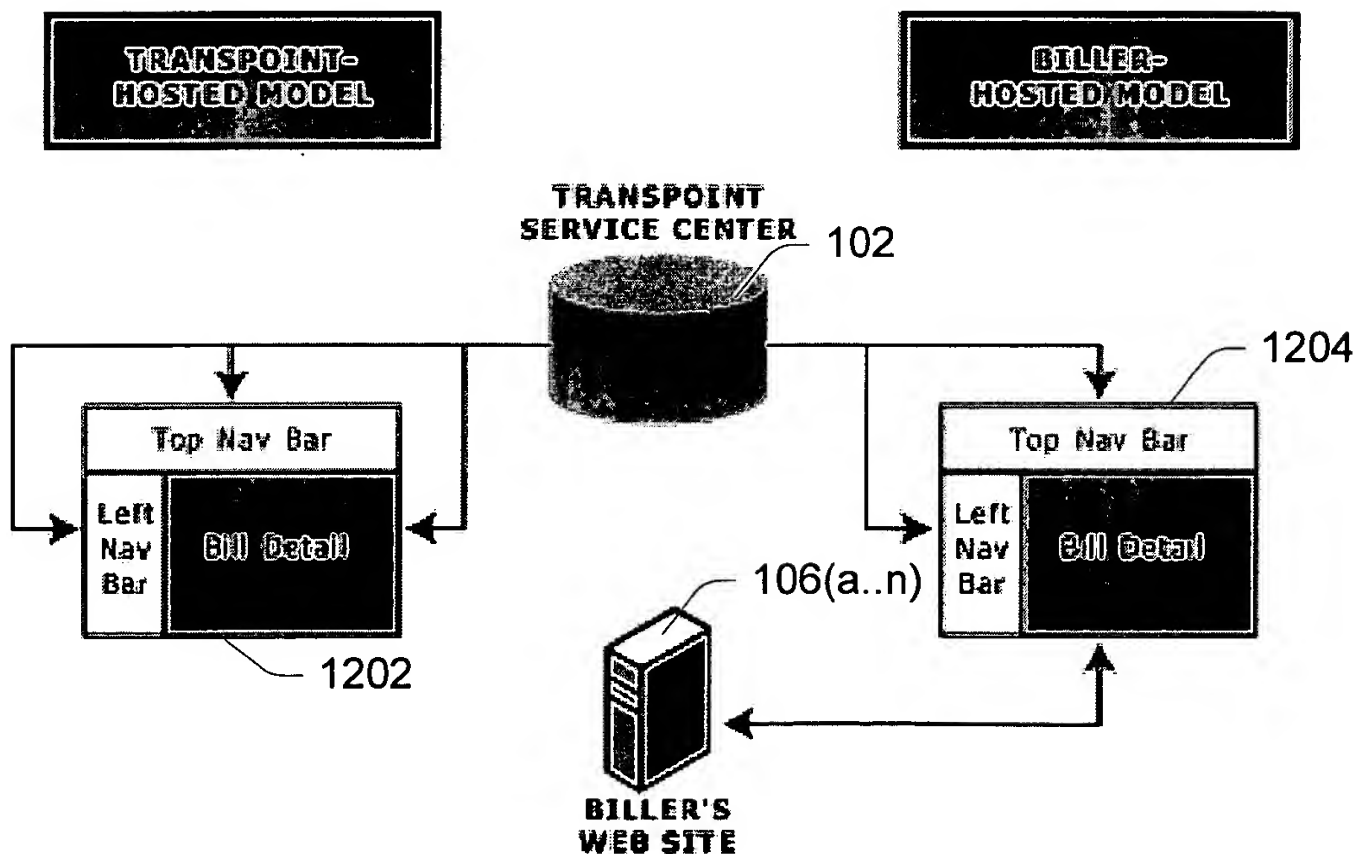 TRANSPOINT-
HOSTED MODEL
BILLER-
HOSTED MODEL
TRANSPOINT
SERVICE CENTER
102
1204
Top Nav Bar
Left
Nav
Bar
Bill Detail
1202
Top Nav Bar
Left
Nav
Bar
Bill Detail
106(a..n)
BILLER'S
WEB SITE